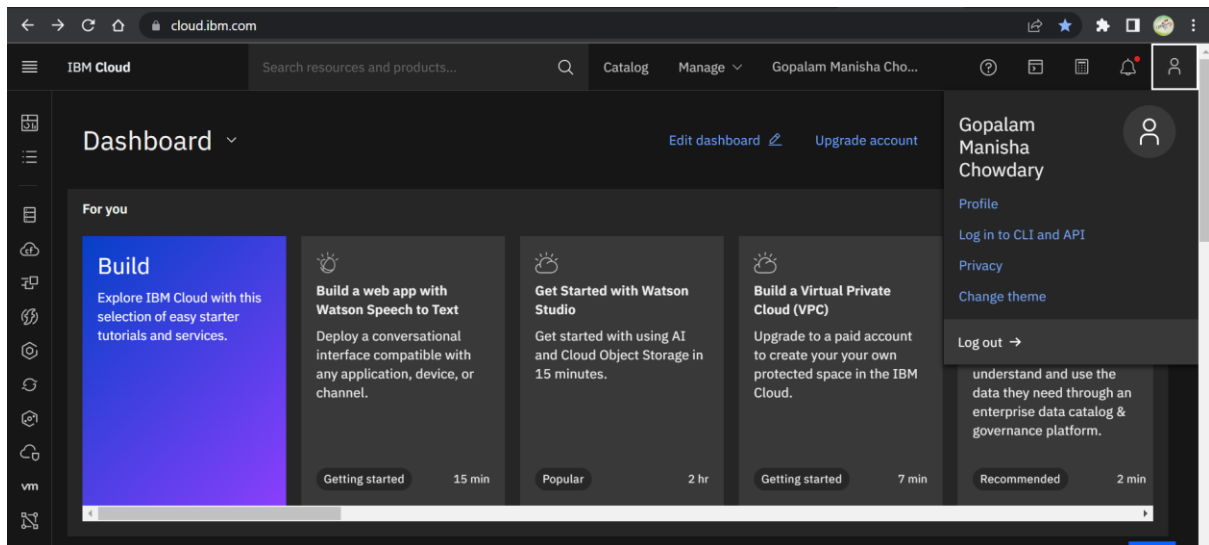 cloud.ibm.com
IBM Cloud
Search resources and products...
Catalog
Manage
Gopalam Manisha Cho...
Dashboard
Edit dashboard
Upgrade account
Gopalam
Manisha
Chowdary
Profile
Log in to CLI and API
Privacy
Change theme
Log out →
For you
Build
Explore IBM Cloud with this
selection of easy starter
tutorials and services.
Build a web app with
Watson Speech to Text
Deploy a conversational
interface compatible with
any application, device, or
channel.
Getting started 15 min
Get Started with Watson
Studio
Get started with using AI
and Cloud Object Storage in
15 minutes.
Popular 2 hr
Build a Virtual Private
Cloud (VPC)
Upgrade to a paid account
to create your your own
protected space in the IBM
Cloud.
Getting started 7 min
understand and use the
data they need through an
enterprise data catalog &
governance platform.
Recommended 2 min
vm